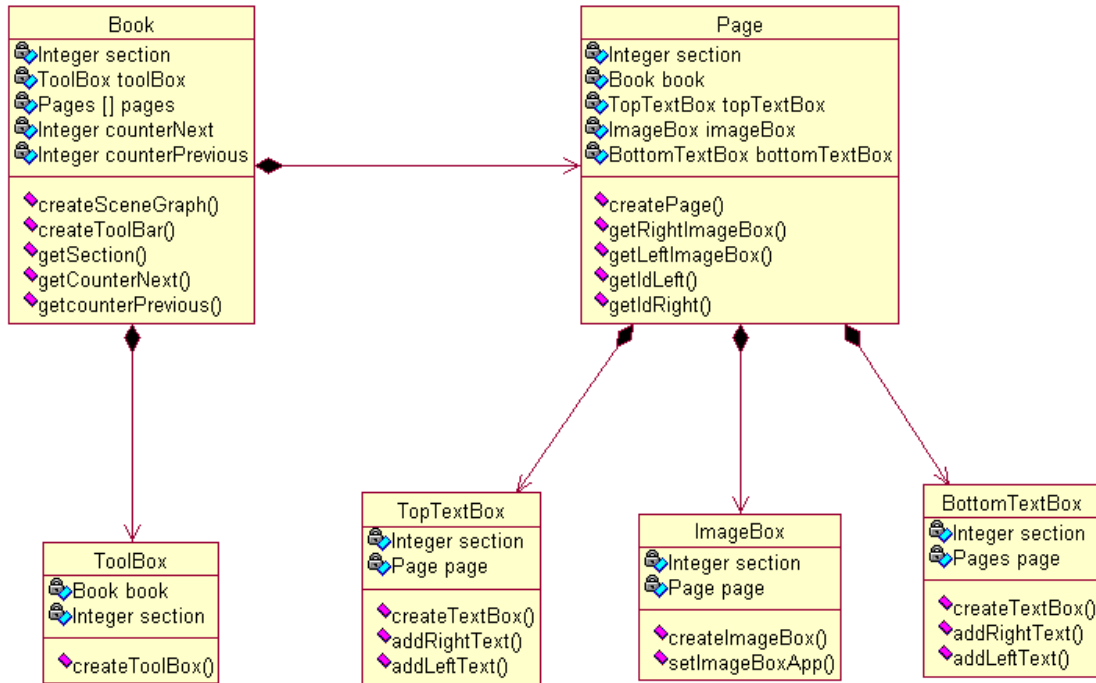 Book
Integer section
ToolBox toolBox
Pages [] pages
Integer counterNext
Integer counterPrevious
createSceneGraph()
createToolBar()
getSection()
getCounterNext()
getcounterPrevious()
Page
Integer section
Book book
TopTextBox topTextBox
ImageBox imageBox
BottomTextBox bottomTextBox
createPage()
getRightImageBox()
getLeftImageBox()
getIdLeft()
getIdRight()
ToolBox
Book book
Integer section
createToolBox()
TopTextBox
Integer section
Page page
createTextBox()
addRightText()
addLeftText()
ImageBox
Integer section
Page page
createImageBox()
setImageBoxApp()
BottomTextBox
Integer section
Pages page
createTextBox()
addRightText()
addLeftText()